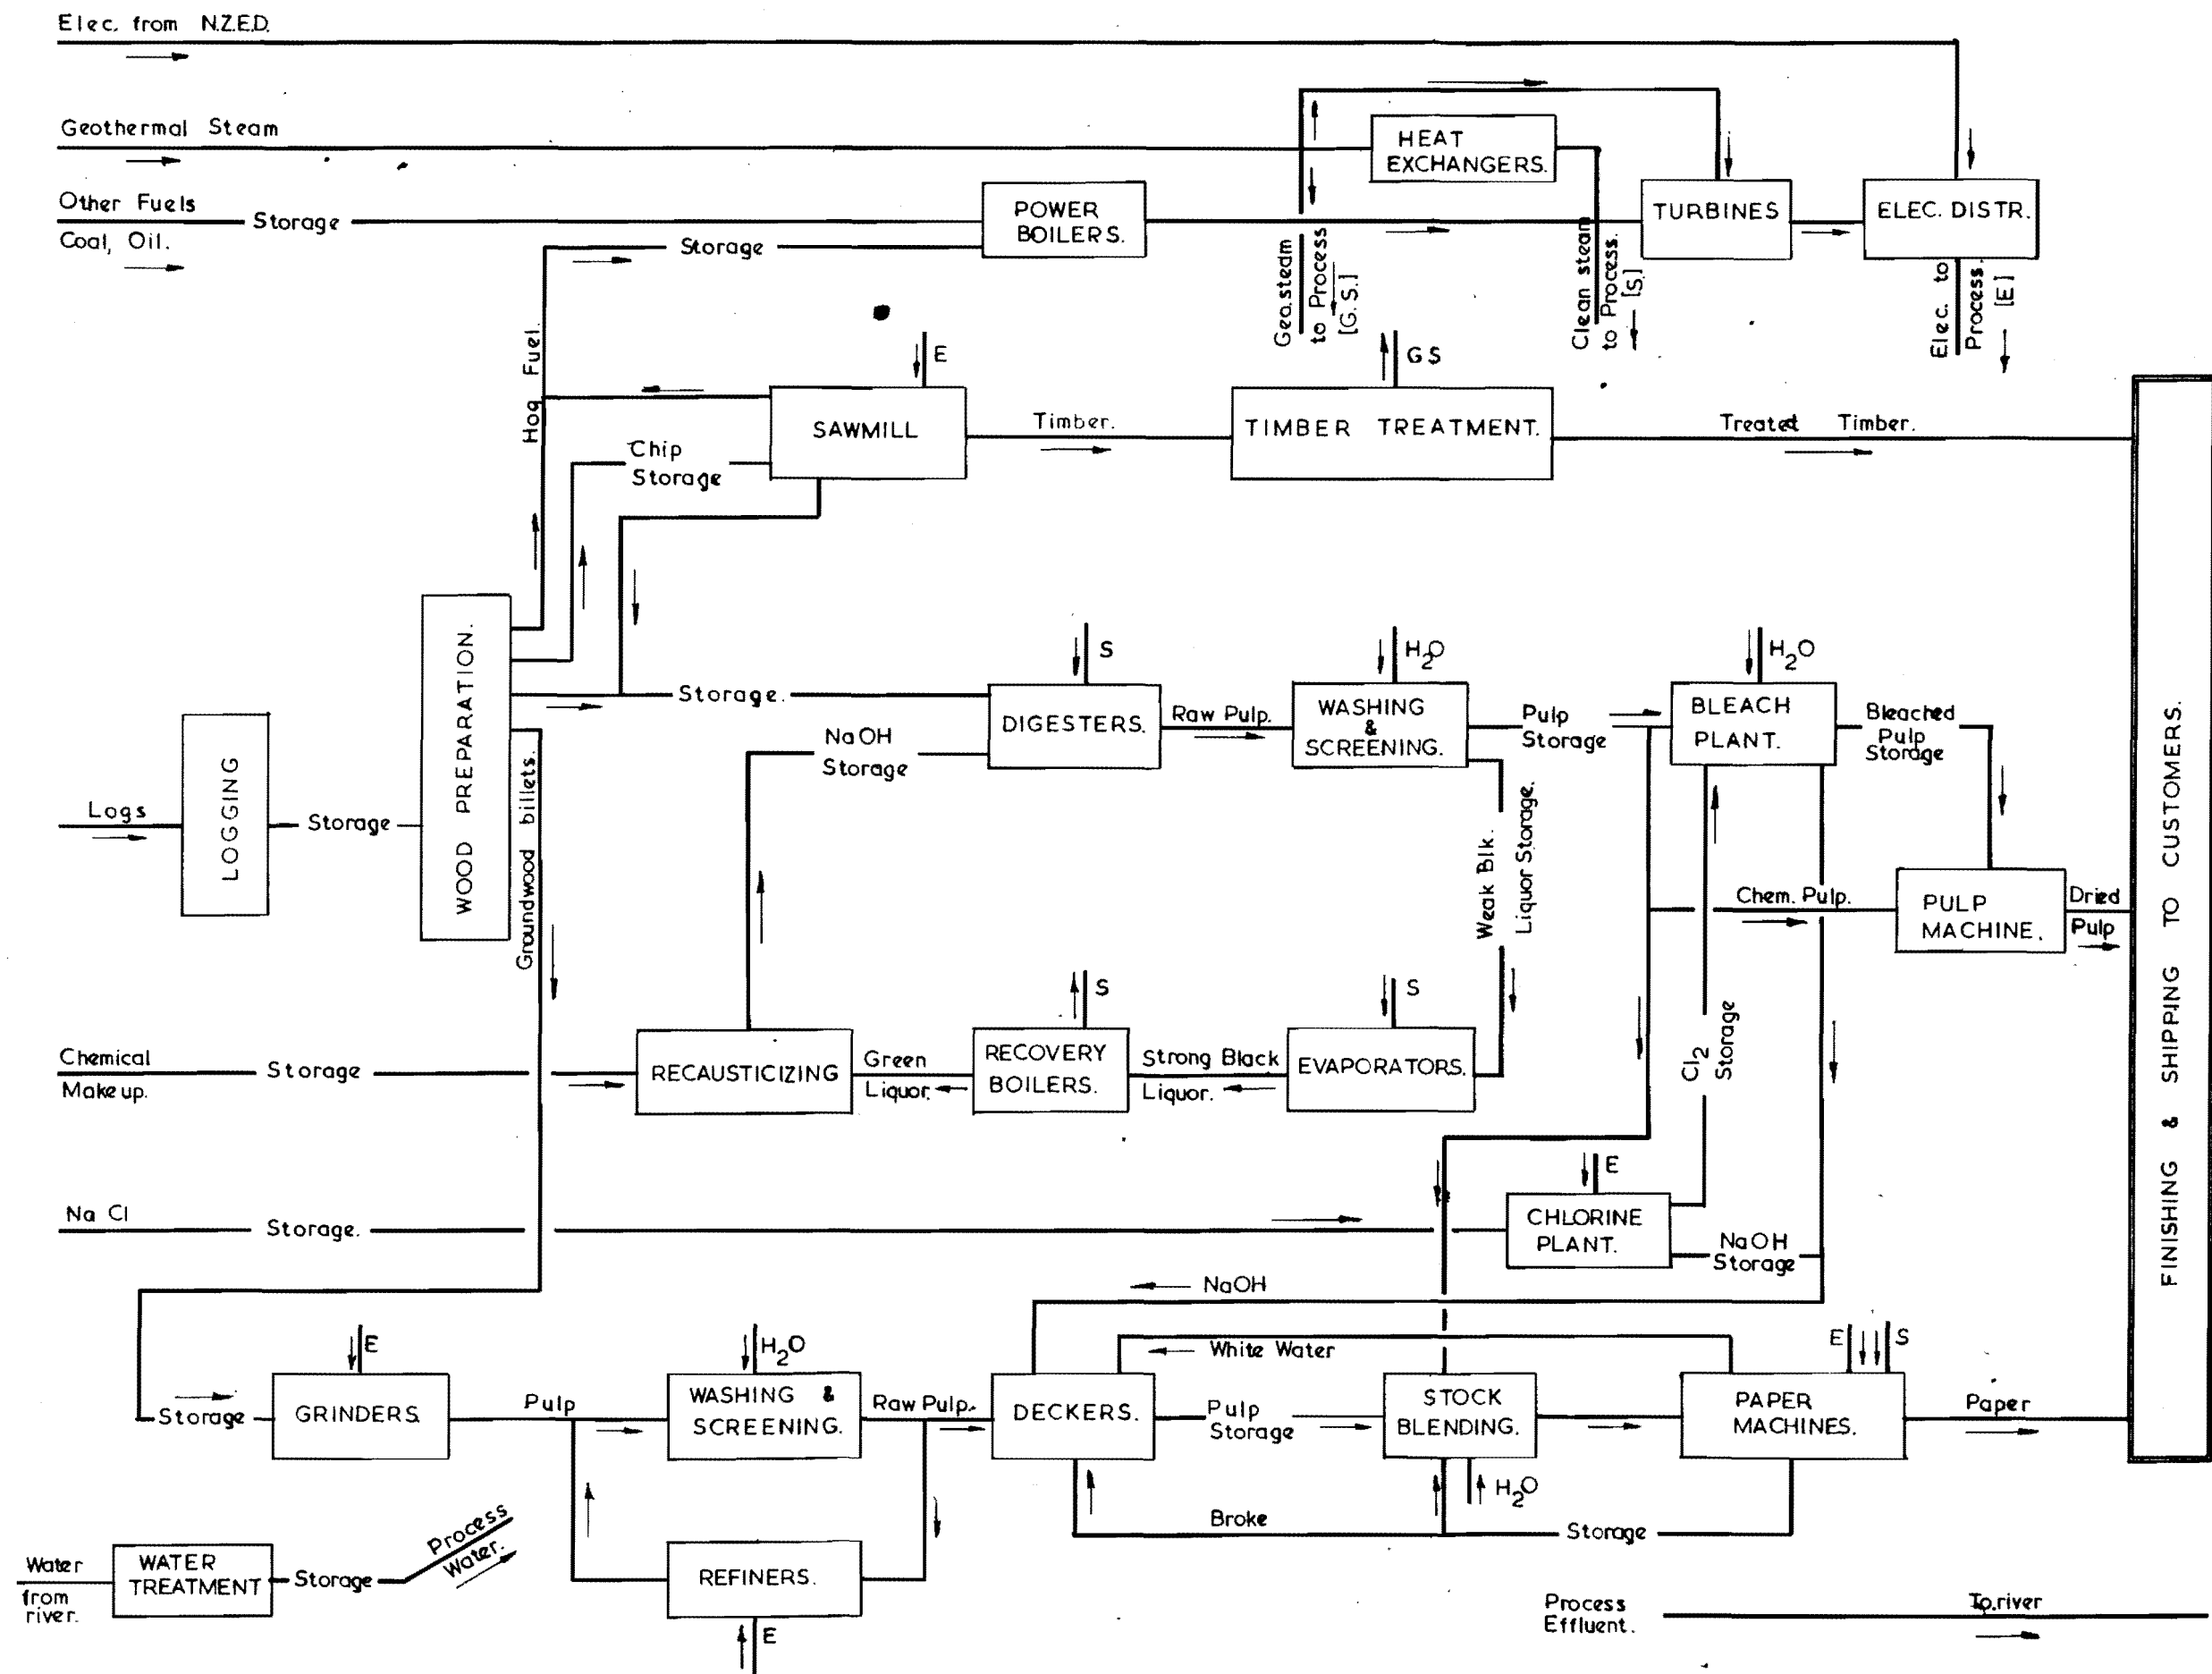 Elec. from N.Z.E.D.
Geothermal Steam
HEAT
EXCHANGERS.
Other Fuels
Coal, Oil.
Storage
Storage
POWER
BOILERS.
TURBINES
ELEC. DISTR.
Geo.steam
to Process
[G.S.]
Clean steam
to Process.
[S]
Elec. to
Process.
[E]
Hog Fuel.
E
SAWMILL
Chip
Storage
Timber.
GS
TIMBER TREATMENT.
Treated Timber.
FINISHING & SHIPPING TO CUSTOMERS.
Logs
LOGGING
Storage
WOOD PREPARATION.
Groundwood billets.
Storage.
NaOH
Storage
S
DIGESTERS.
Raw Pulp.
H2O
WASHING
&
SCREENING.
Pulp
Storage
H2O
BLEACH
PLANT.
Bleached
Pulp
Storage
Weak Blk.
Liquor Storage.
Chem. Pulp.
PULP
MACHINE.
Dried
Pulp
Chemical
Make up.
Storage
RECAUSTICIZING
Green
Liquor.
S
RECOVERY
BOILERS.
Strong Black
Liquor.
S
EVAPORATORS.
Cl2
Storage
Na Cl
Storage.
E
CHLORINE
PLANT.
NaOH
Storage
NaOH
White Water
Storage
E
GRINDERS.
Pulp
H2O
WASHING &
SCREENING.
Raw Pulp.
DECKERS.
Pulp
Storage
STOCK
BLENDING.
H2O
E
S
PAPER
MACHINES.
Paper
Broke
Storage
REFINERS.
E
Water
from
river.
WATER
TREATMENT
Storage
Process
Water.
Process
Effluent.
To river